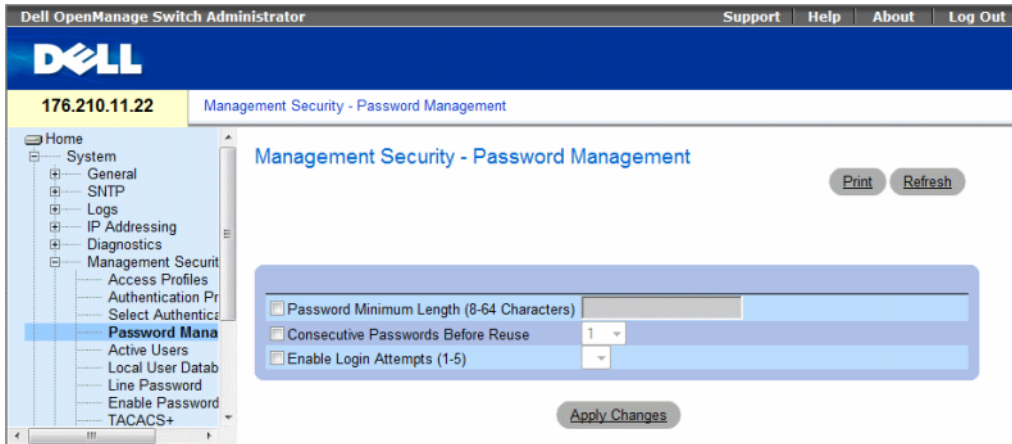 Dell OpenManage Switch Administrator
Support | Help | About | Log Out
DELL
176.210.11.22
Management Security - Password Management
Home
System
General
SNTP
Logs
IP Addressing
Diagnostics
Management Securit
Access Profiles
Authentication Pr
Select Authentica
Password Mana
Active Users
Local User Datab
Line Password
Enable Password
TACACS+
Management Security - Password Management
Print
Refresh
Password Minimum Length (8-64 Characters)
Consecutive Passwords Before Reuse 1
Enable Login Attempts (1-5)
Apply Changes